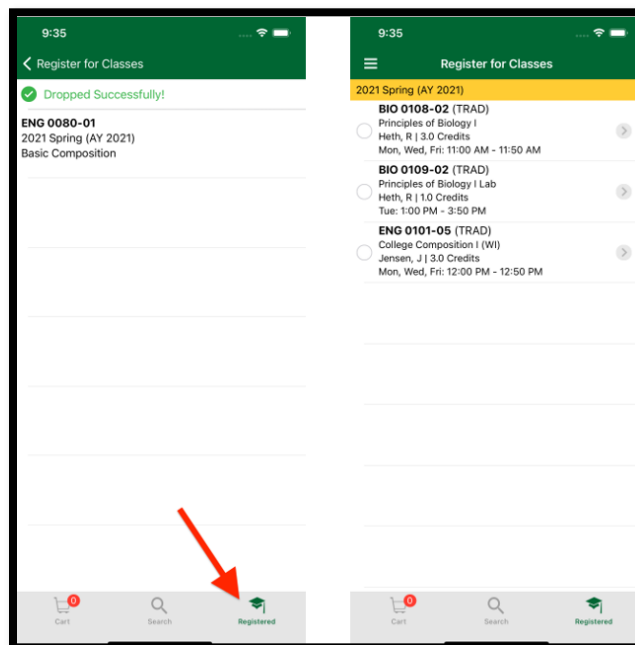 9:35
Register for Classes
Dropped Successfully!
ENG 0080-01
2021 Spring (AY 2021)
Basic Composition
0
Cart
Search
Registered
9:35
Register for Classes
2021 Spring (AY 2021)
BIO 0108-02 (TRAD)
Principles of Biology I
Heth, R | 3.0 Credits
Mon, Wed, Fri: 11:00 AM - 11:50 AM
BIO 0109-02 (TRAD)
Principles of Biology I Lab
Heth, R | 1.0 Credits
Tue: 1:00 PM - 3:50 PM
ENG 0101-05 (TRAD)
College Composition I (WI)
Jensen, J | 3.0 Credits
Mon, Wed, Fri: 12:00 PM - 12:50 PM
0
Cart
Search
Registered